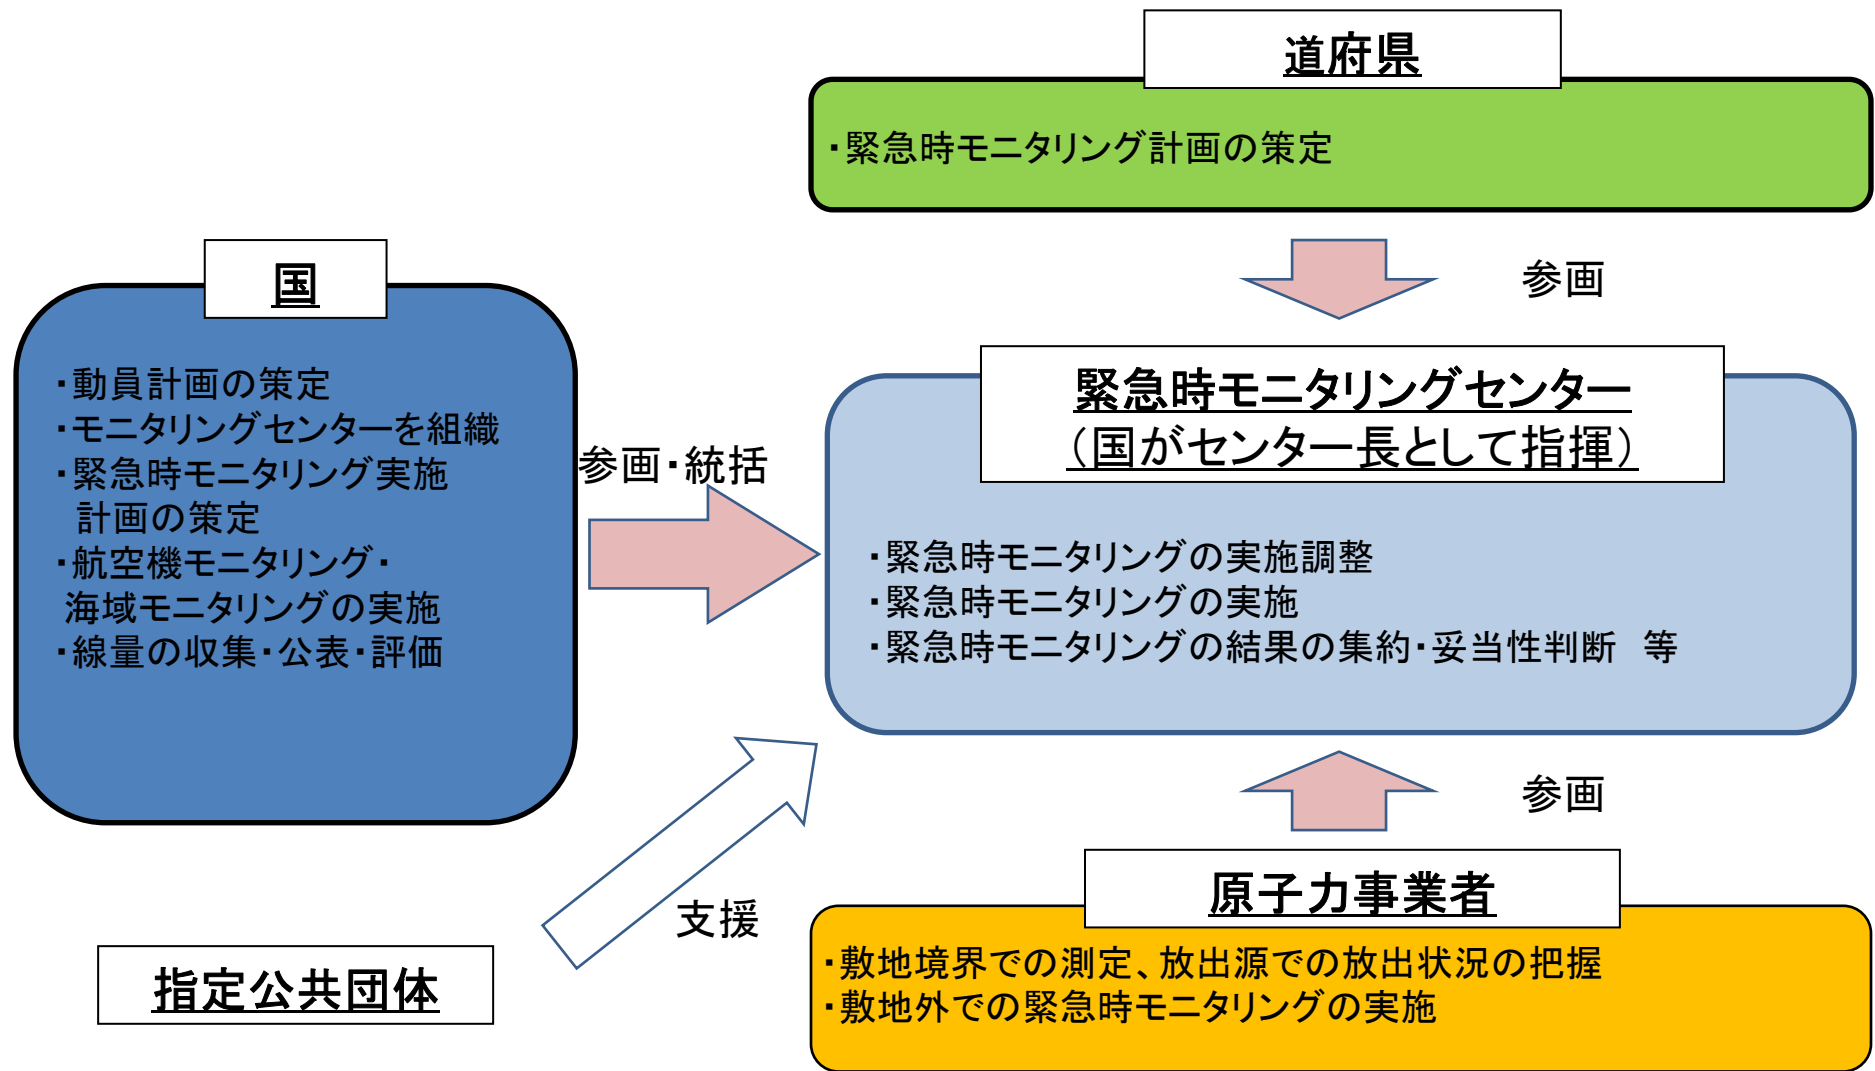 道府県
・緊急時モニタリング計画の策定
参画
国
・動員計画の策定
・モニタリングセンターを組織
・緊急時モニタリング実施
計画の策定
・航空機モニタリング・
海域モニタリングの実施
・線量の収集・公表・評価
参画・統括
緊急時モニタリングセンター
（国がセンター長として指揮）
・緊急時モニタリングの実施調整
・緊急時モニタリングの実施
・緊急時モニタリングの結果の集約・妥当性判断　等
参画
支援
指定公共団体
原子力事業者
・敷地境界での測定、放出源での放出状況の把握
・敷地外での緊急時モニタリングの実施